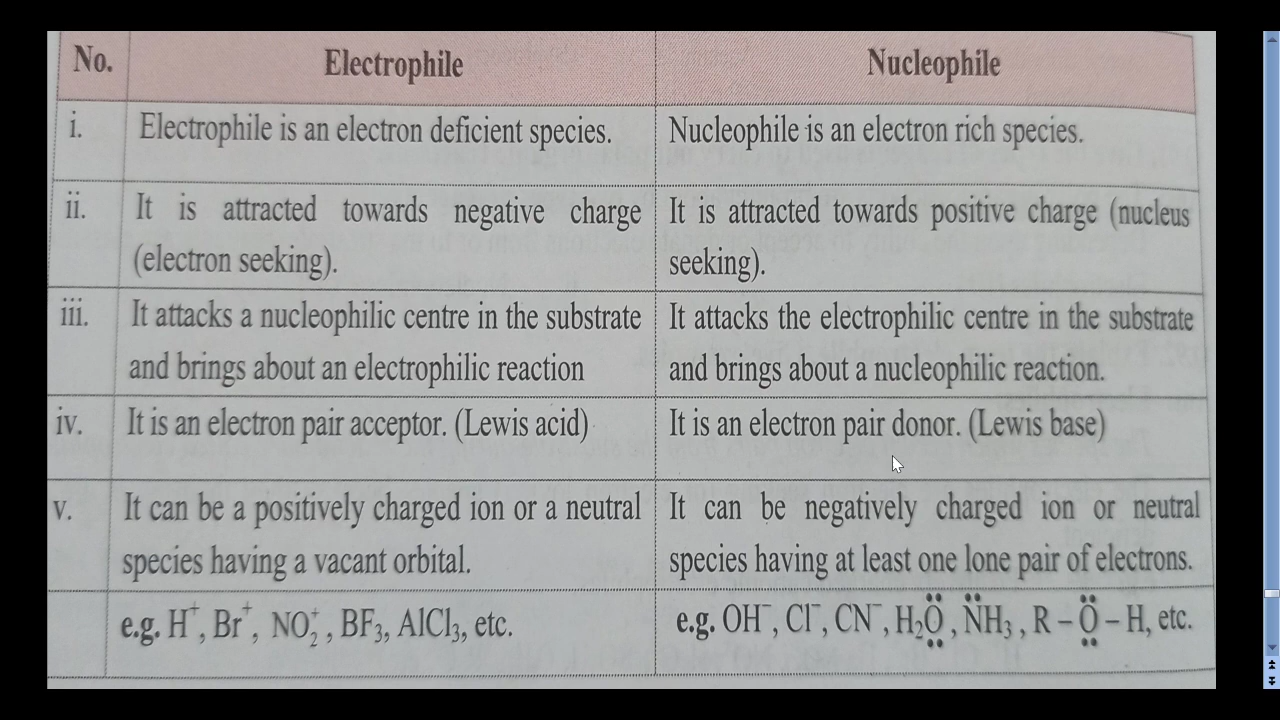 No. Electrophile Nucleophile
i. Electrophile is an electron deficient species. Nucleophile is an electron rich species.
ii. It is attracted towards negative charge It is attracted towards positive charge (nucleus
(electron seeking). seeking).
iii. It attacks a nucleophilic centre in the substrate It attacks the electrophilic centre in the substrate
and brings about an electrophilic reaction and brings about a nucleophilic reaction.
iv. It is an electron pair acceptor. (Lewis acid) It is an electron pair donor. (Lewis base)
v. It can be a positively charged ion or a neutral It can be negatively charged ion or neutral
species having a vacant orbital. species having at least one lone pair of electrons.
e.g. H⁺, Br⁺, NO₂⁺, BF₃, AlCl₃, etc. e.g. OH⁻, Cl⁻, CN⁻, H₂Ö, N̈H₃, R – Ö – H, etc.